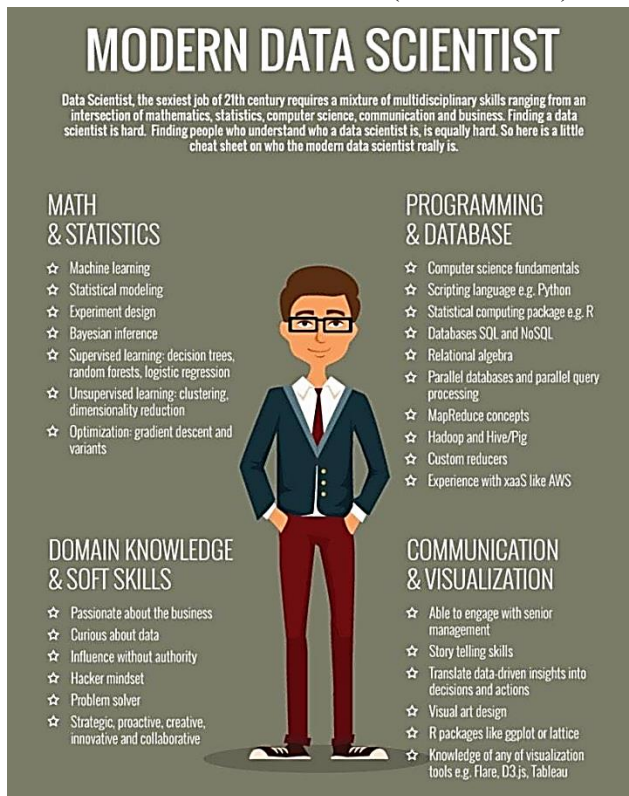 MODERN DATA SCIENTIST
Data Scientist, the sexiest job of 21th century requires a mixture of multidisciplinary skills ranging from an
intersection of mathematics, statistics, computer science, communication and business. Finding a data
scientist is hard. Finding people who understand who a data scientist is, is equally hard. So here is a little
cheat sheet on who the modern data scientist really is.
MATH
& STATISTICS
☆ Machine learning
☆ Statistical modeling
☆ Experiment design
☆ Bayesian inference
☆ Supervised learning: decision trees,
random forests, logistic regression
☆ Unsupervised learning: clustering,
dimensionality reduction
☆ Optimization: gradient descent and
variants
PROGRAMMING
& DATABASE
☆ Computer science fundamentals
☆ Scripting language e.g. Python
☆ Statistical computing package e.g. R
☆ Databases SQL and NoSQL
☆ Relational algebra
☆ Parallel databases and parallel query
processing
☆ MapReduce concepts
☆ Hadoop and Hive/Pig
☆ Custom reducers
☆ Experience with xaaS like AWS
DOMAIN KNOWLEDGE
& SOFT SKILLS
☆ Passionate about the business
☆ Curious about data
☆ Influence without authority
☆ Hacker mindset
☆ Problem solver
☆ Strategic, proactive, creative,
innovative and collaborative
COMMUNICATION
& VISUALIZATION
☆ Able to engage with senior
management
☆ Story telling skills
☆ Translate data-driven insights into
decisions and actions
☆ Visual art design
☆ R packages like ggplot or lattice
☆ Knowledge of any of visualization
tools e.g. Flare, D3.js, Tableau